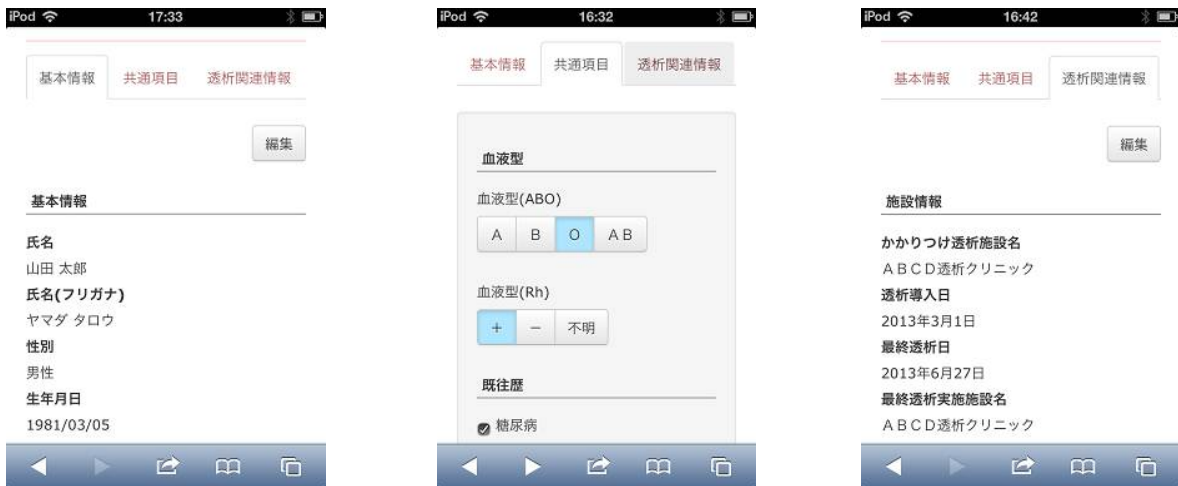 iPod 17:33
基本情報 共通項目 透析関連情報
編集
基本情報
氏名
山田 太郎
氏名(フリガナ)
ヤマダ タロウ
性別
男性
生年月日
1981/03/05
iPod 16:32
基本情報 共通項目 透析関連情報
血液型
血液型(ABO)
A B O A B
血液型(Rh)
+ − 不明
既往歴
糖尿病
iPod 16:42
基本情報 共通項目 透析関連情報
編集
施設情報
かかりつけ透析施設名
ＡＢＣＤ透析クリニック
透析導入日
2013年3月1日
最終透析日
2013年6月27日
最終透析実施施設名
ＡＢＣＤ透析クリニック